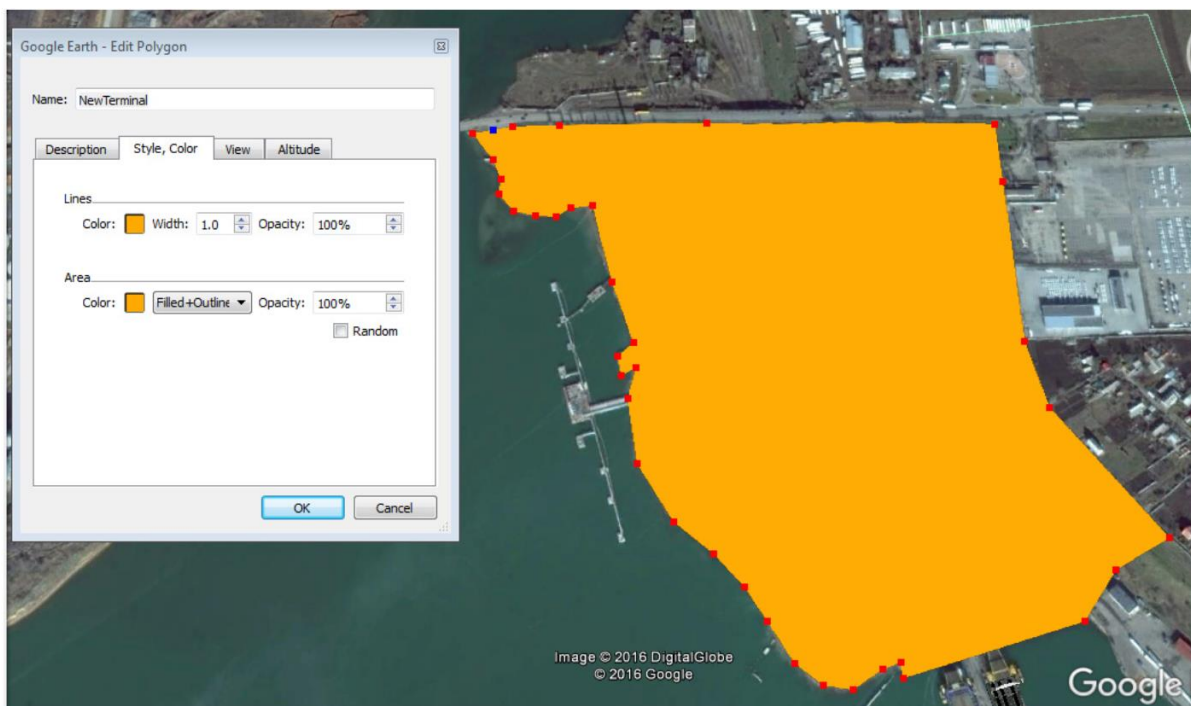 Google Earth - Edit Polygon
Name: NewTerminal
Description Style, Color View Altitude
Lines
Color: Width: 1.0 Opacity: 100%
Area
Color: Filled+Outline Opacity: 100%
Random
OK Cancel
Image © 2016 DigitalGlobe
© 2016 Google
Google